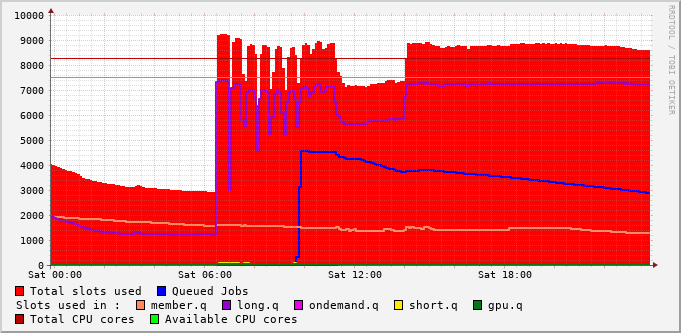 10000
9000
8000
7000
6000
5000
4000
3000
2000
1000
0
Sat 00:00 Sat 06:00 Sat 12:00 Sat 18:00
RRDTOOL / TOBI OETIKER
Total slots used Queued Jobs
Slots used in : member.q long.q ondemand.q short.q gpu.q
Total CPU cores Available CPU cores